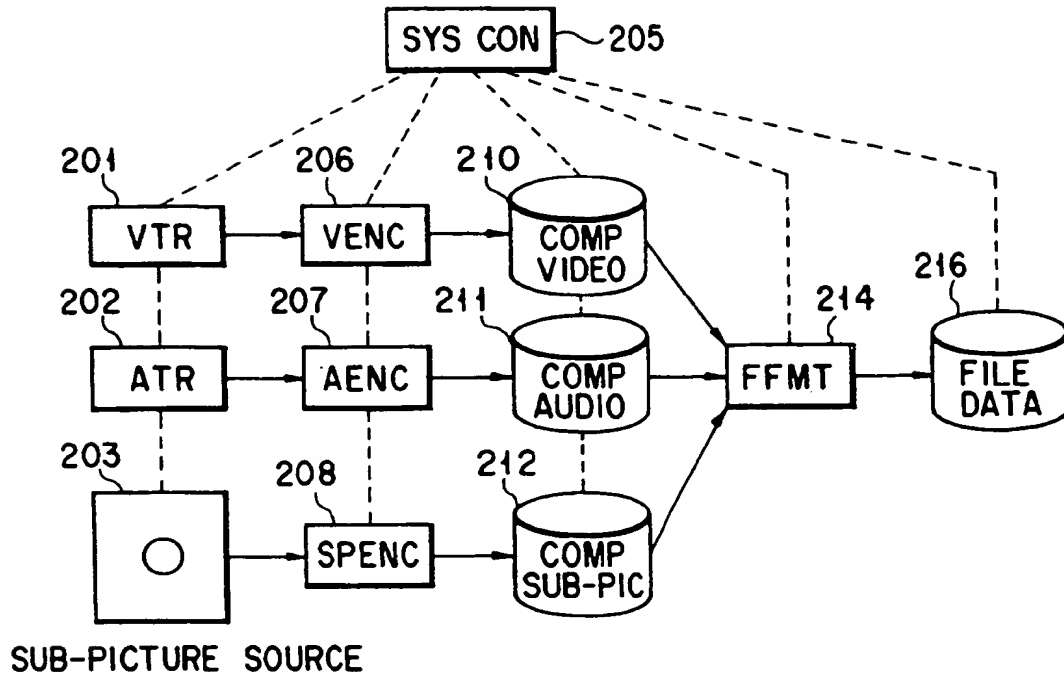 SYS CON
205
201
206
210
VTR
VENC
COMP
VIDEO
202
207
211
214
216
ATR
AENC
COMP
AUDIO
FFMT
FILE
DATA
203
208
212
SPENC
COMP
SUB-PIC
SUB-PICTURE SOURCE